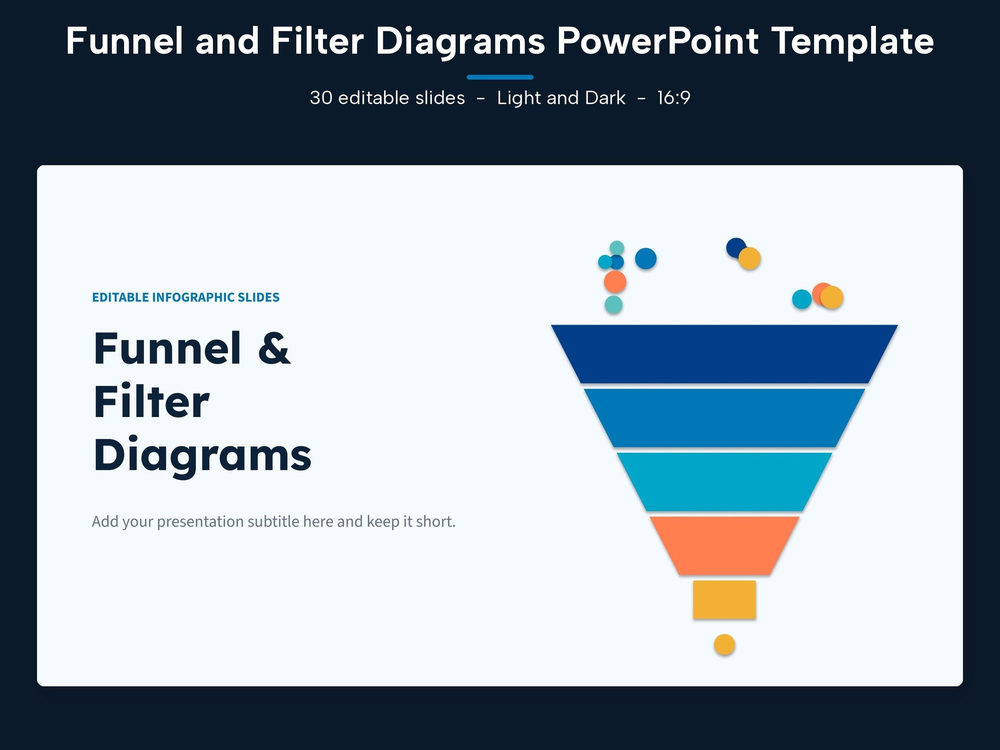 Funnel and Filter Diagrams PowerPoint Template
30 editable slides - Light and Dark - 16:9
EDITABLE INFOGRAPHIC SLIDES
Funnel &
Filter
Diagrams
Add your presentation subtitle here and keep it short.